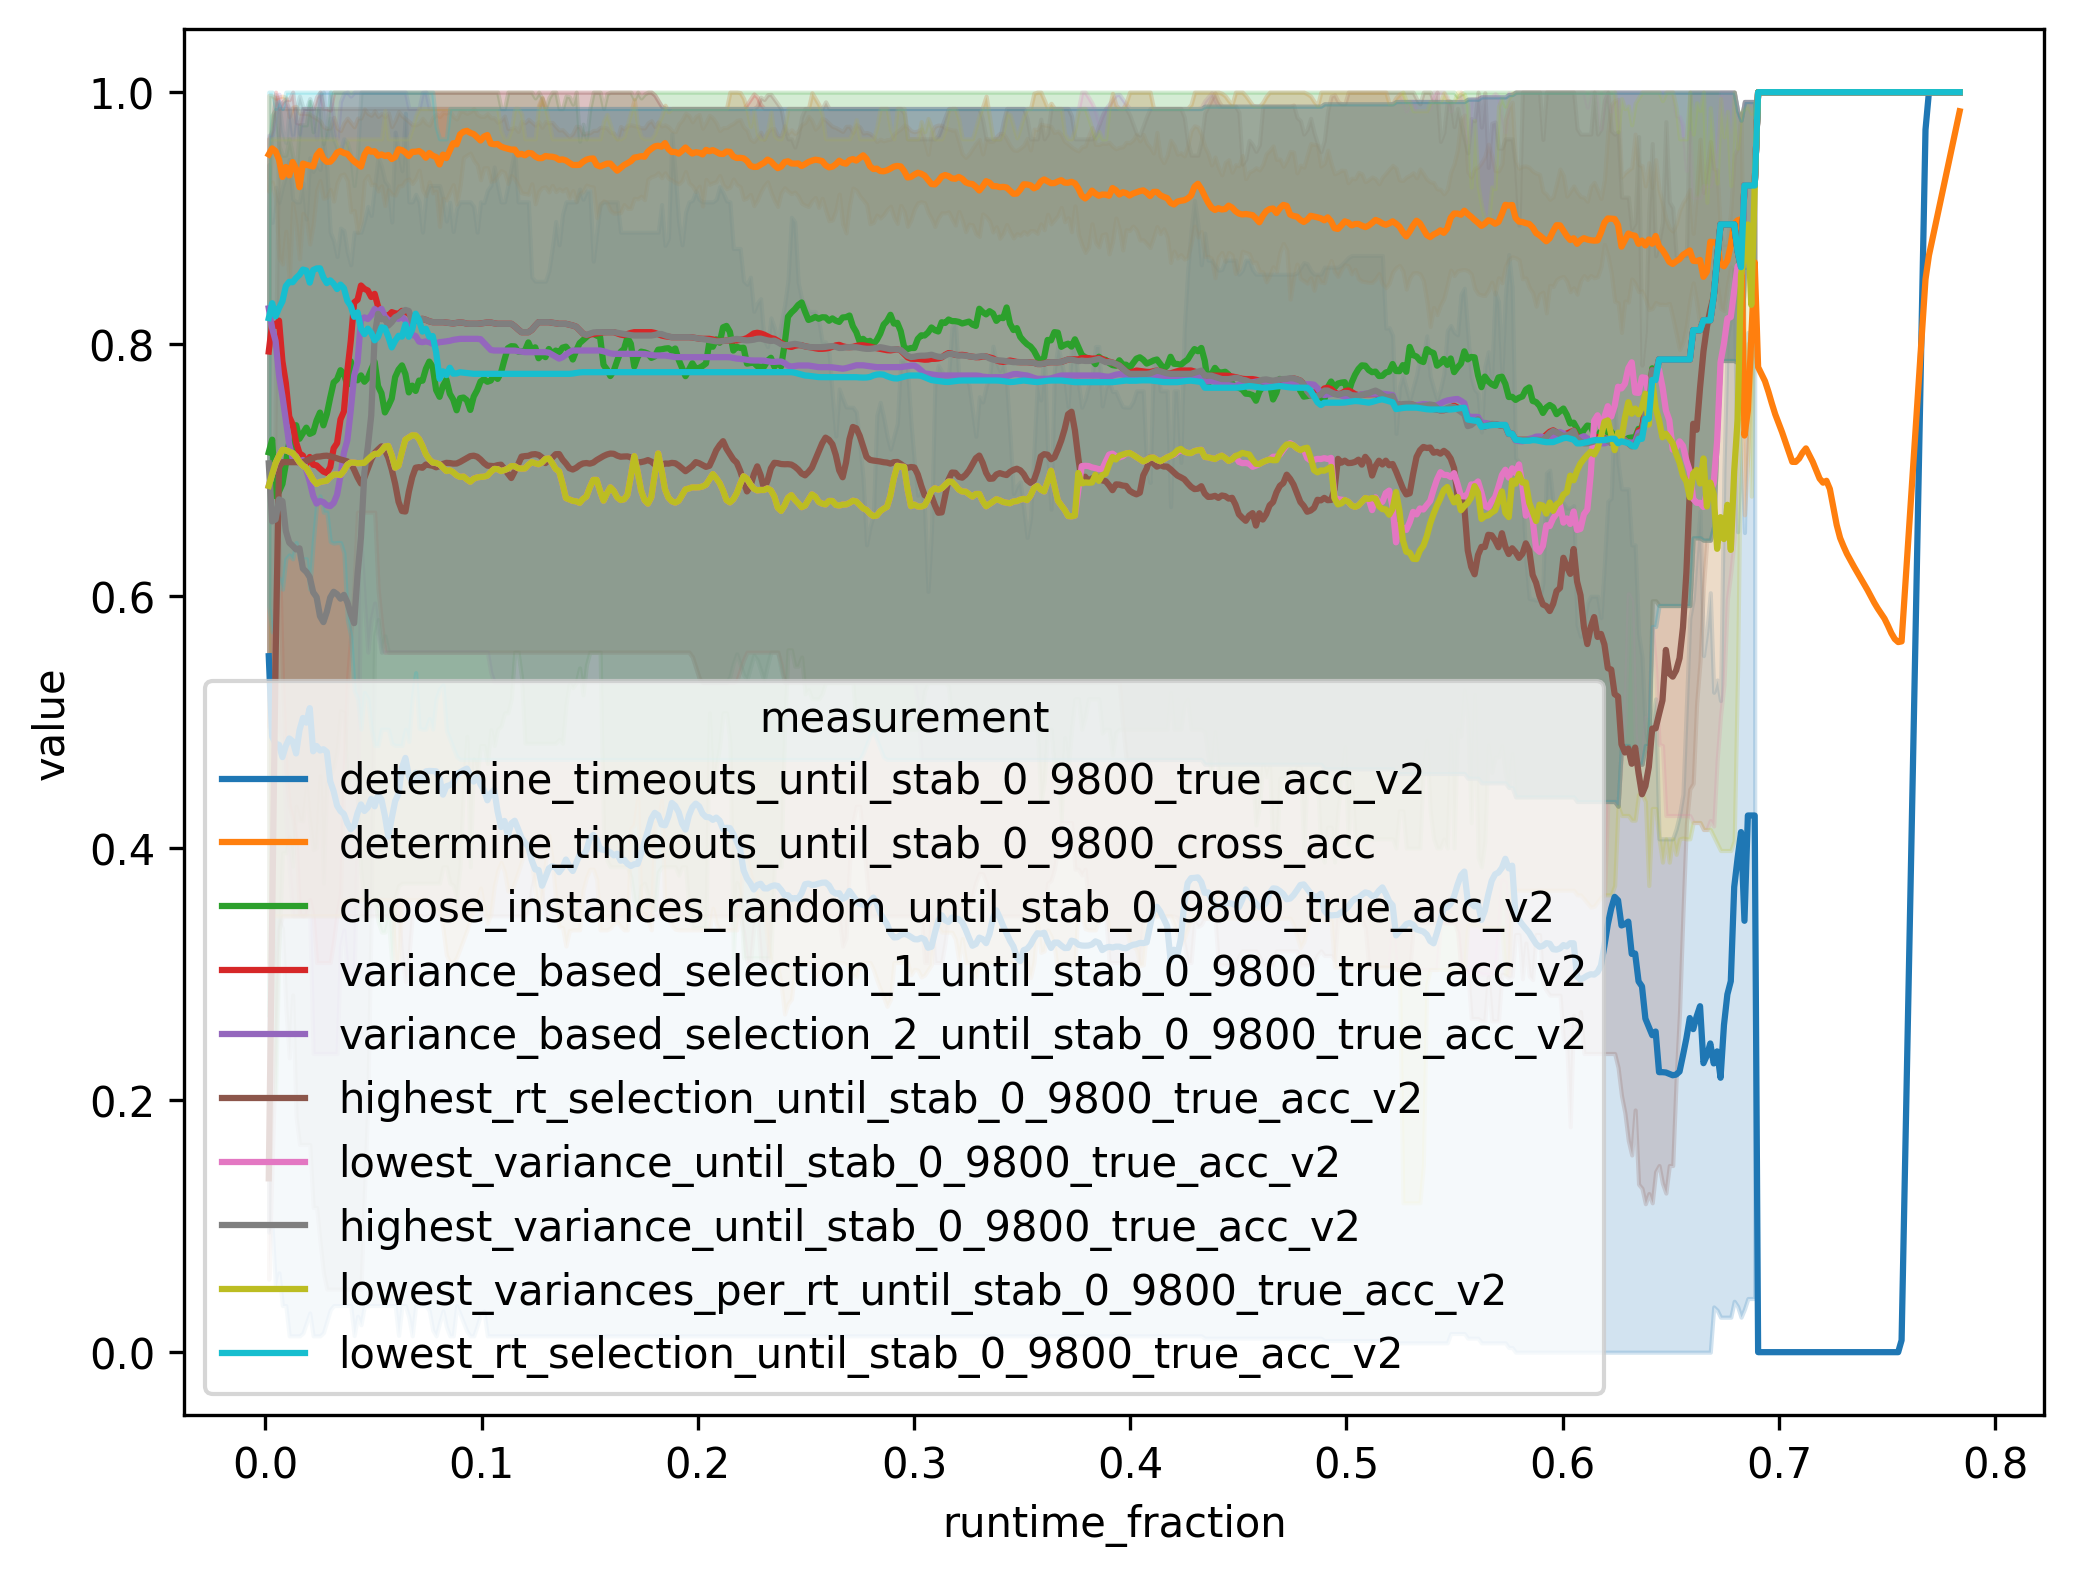 1.0
0.8
0.6
0.4
0.2
0.0
value
measurement
determine_timeouts_until_stab_0_9800_true_acc_v2
determine_timeouts_until_stab_0_9800_cross_acc
choose_instances_random_until_stab_0_9800_true_acc_v2
variance_based_selection_1_until_stab_0_9800_true_acc_v2
variance_based_selection_2_until_stab_0_9800_true_acc_v2
highest_rt_selection_until_stab_0_9800_true_acc_v2
lowest_variance_until_stab_0_9800_true_acc_v2
highest_variance_until_stab_0_9800_true_acc_v2
lowest_variances_per_rt_until_stab_0_9800_true_acc_v2
lowest_rt_selection_until_stab_0_9800_true_acc_v2
0.0 0.1 0.2 0.3 0.4 0.5 0.6 0.7 0.8
runtime_fraction